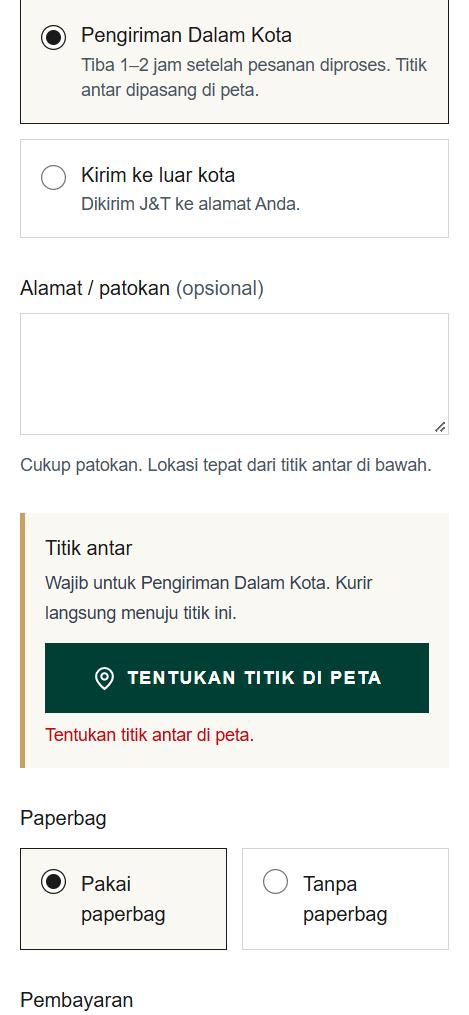 Pengiriman Dalam Kota
Tiba 1–2 jam setelah pesanan diproses. Titik
antar dipasang di peta.
Kirim ke luar kota
Dikirim J&T ke alamat Anda.
Alamat / patokan (opsional)
Cukup patokan. Lokasi tepat dari titik antar di bawah.
Titik antar
Wajib untuk Pengiriman Dalam Kota. Kurir
langsung menuju titik ini.
TENTUKAN TITIK DI PETA
Tentukan titik antar di peta.
Paperbag
Pakai
paperbag
Tanpa
paperbag
Pembayaran